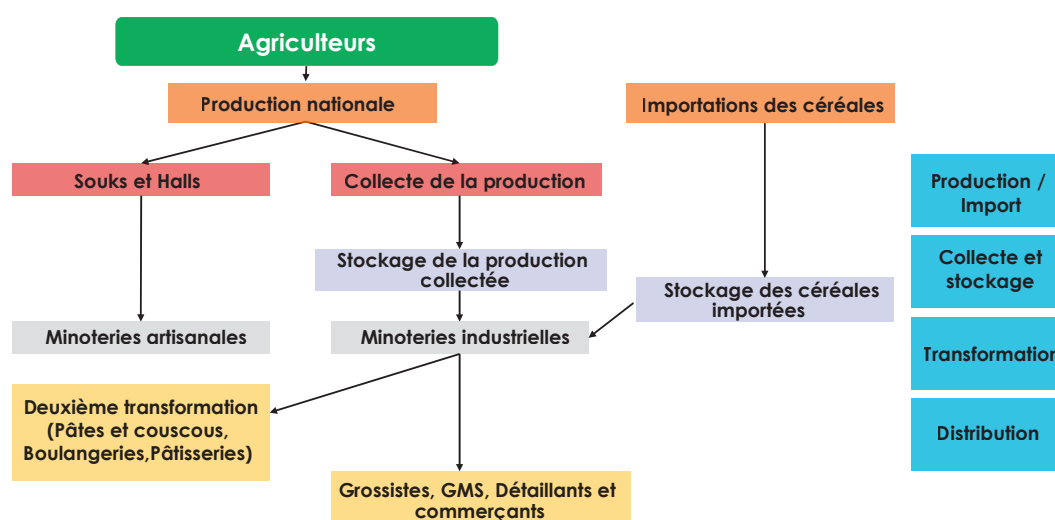 Agriculteurs
Production nationale
Importations des céréales
Souks et Halls
Collecte de la production
Production /
Import
Stockage de la production
collectée
Collecte et
stockage
Stockage des céréales
importées
Minoteries artisanales
Minoteries industrielles
Transformation
Deuxième transformation
(Pâtes et couscous,
Boulangeries,Pâtisseries)
Distribution
Grossistes, GMS, Détaillants et
commerçants